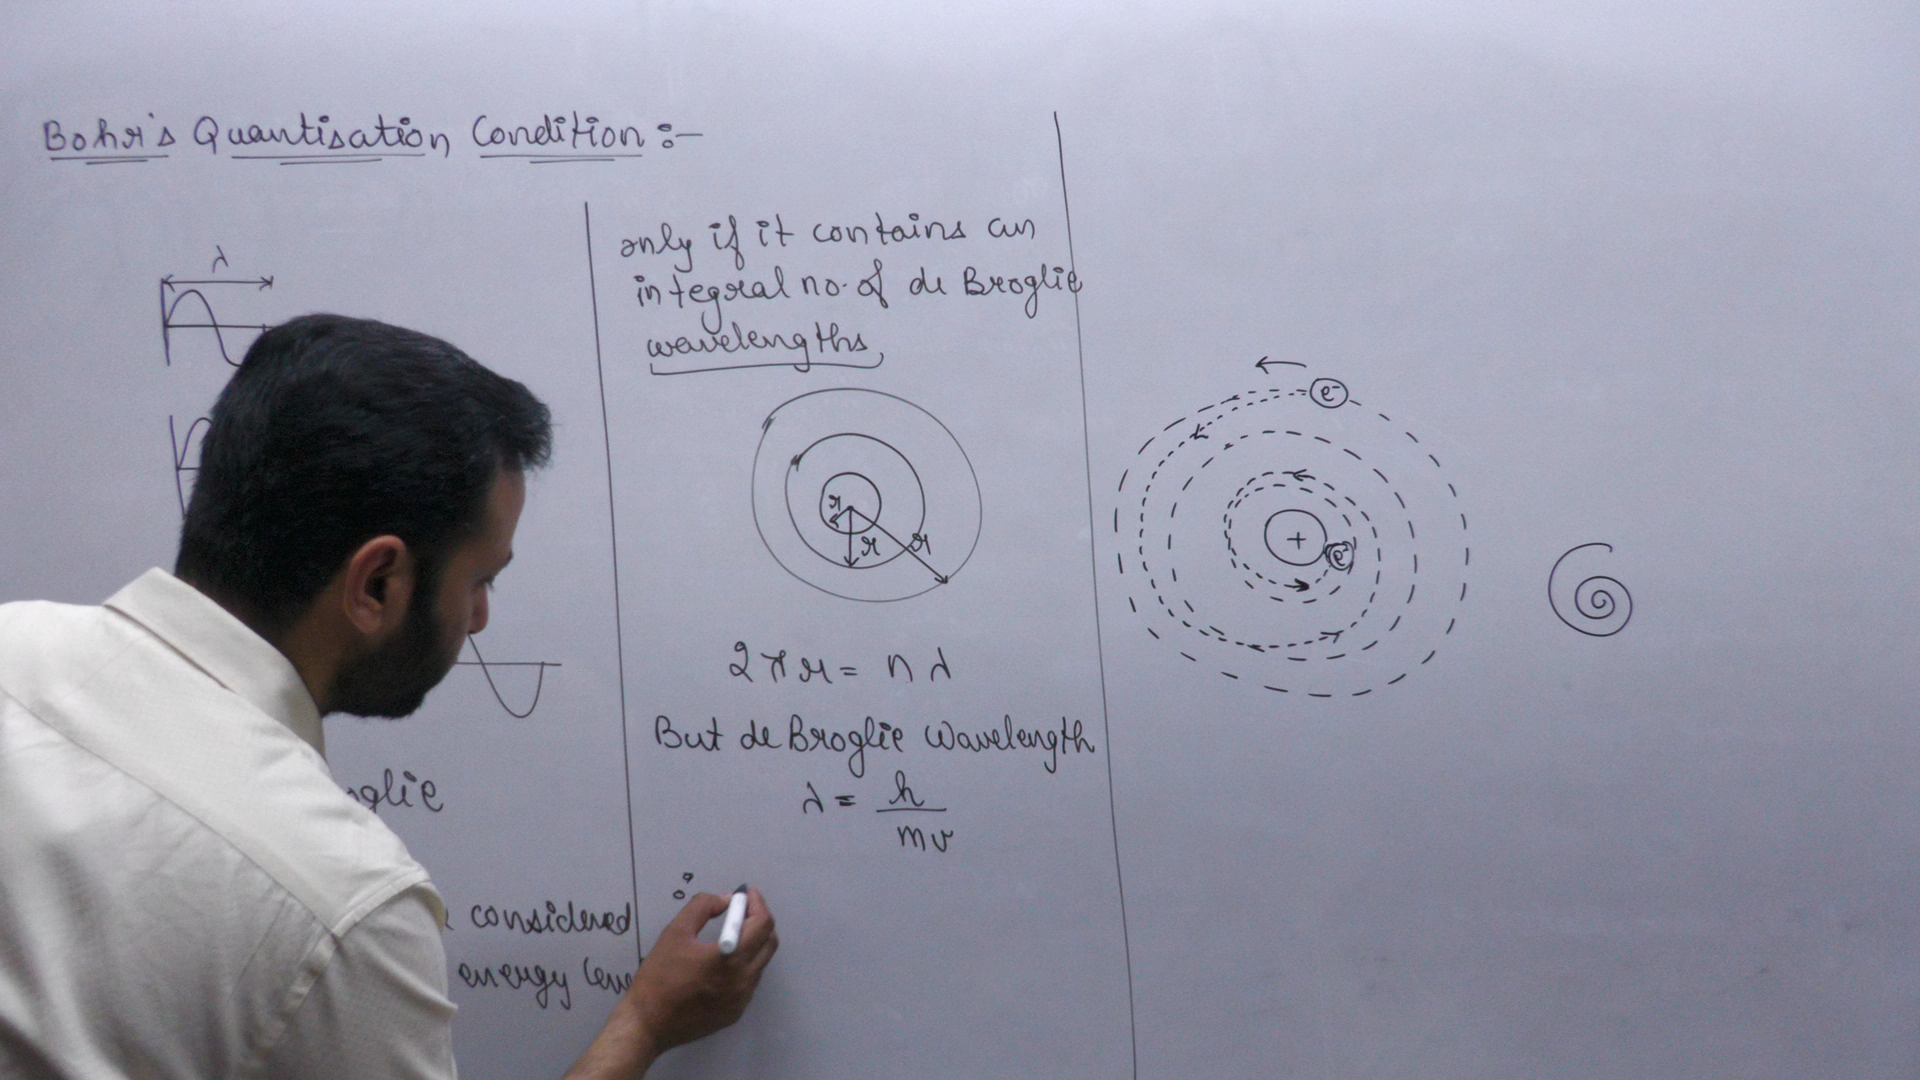 Bohr's Quantisation Condition :-
λ
considered
energy
only if it contains an
integral no. of de Broglie
wavelengths
r
r
r
2πr = nλ
But de Broglie Wavelength
λ = h
mv
∴
e⁻
+
e⁻